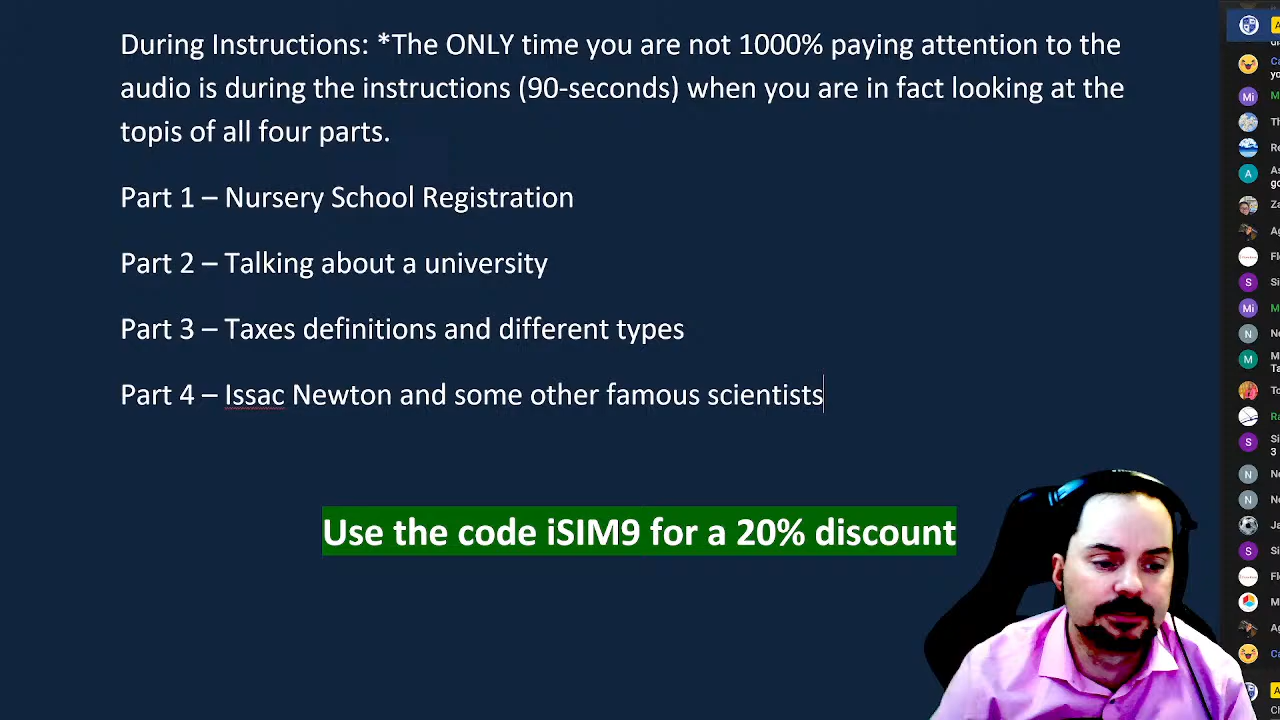 During Instructions: *The ONLY time you are not 1000% paying attention to the
audio is during the instructions (90-seconds) when you are in fact looking at the
topis of all four parts.
Part 1 – Nursery School Registration
Part 2 – Talking about a university
Part 3 – Taxes definitions and different types
Part 4 – Issac Newton and some other famous scientists
Use the code iSIM9 for a 20% discount